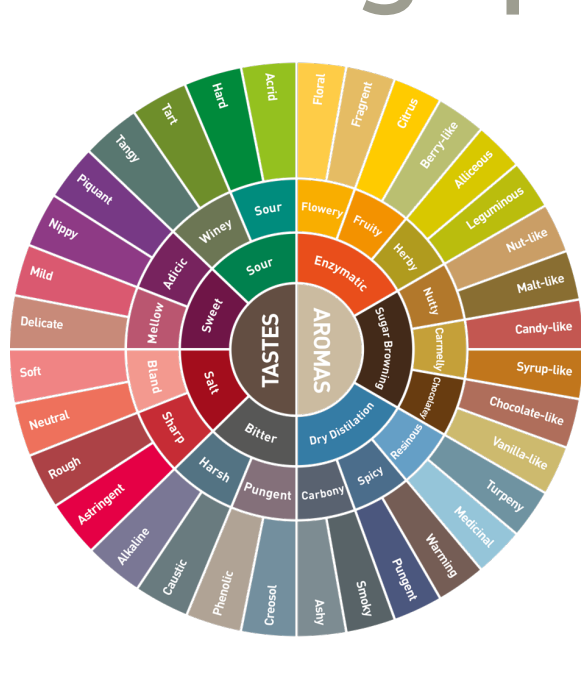 TASTES
AROMAS
Sour
Sweet
Salt
Bitter
Enzymatic
Sugar Browning
Dry Distilation
Sour
Winey
Adicic
Mellow
Bland
Sharp
Harsh
Pungent
Flowery
Fruity
Herby
Nutty
Carmelly
Chocolatey
Resinous
Spicy
Carbony
Acrid
Hard
Tart
Tangy
Piquant
Nippy
Mild
Delicate
Soft
Neutral
Rough
Astringent
Alkaline
Caustic
Phenolic
Creosol
Floral
Fragrent
Citrus
Berry-like
Alliceous
Leguminous
Nut-like
Malt-like
Candy-like
Syrup-like
Chocolate-like
Vanilla-like
Turpeny
Medicinal
Warming
Pungent
Smoky
Ashy